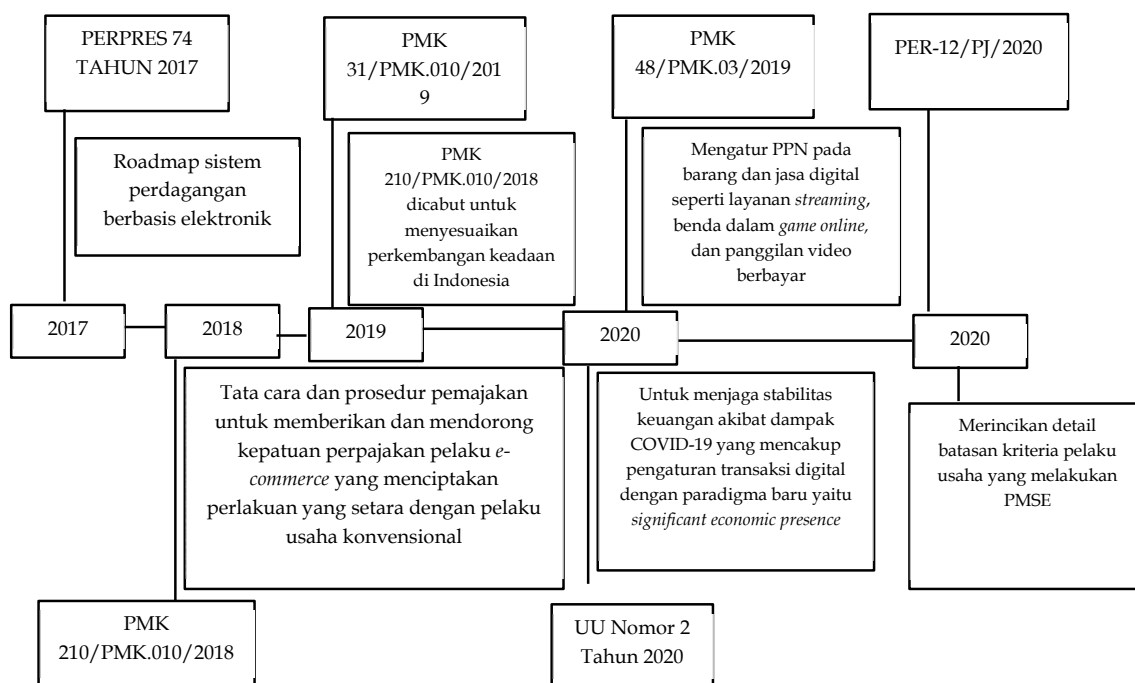 PERPRES 74
TAHUN 2017
PMK
31/PMK.010/201
9
PMK
48/PMK.03/2019
PER-12/PJ/2020
Roadmap sistem
perdagangan
berbasis elektronik
PMK
210/PMK.010/2018
dicabut untuk
menyesuaikan
perkembangan keadaan
di Indonesia
Mengatur PPN pada
barang dan jasa digital
seperti layanan streaming,
benda dalam game online,
dan panggilan video
berbayar
2017
2018
2019
2020
2020
Tata cara dan prosedur pemajakan
untuk memberikan dan mendorong
kepatuan perpajakan pelaku e-
commerce yang menciptakan
perlakuan yang setara dengan pelaku
usaha konvensional
Untuk menjaga stabilitas
keuangan akibat dampak
COVID-19 yang mencakup
pengaturan transaksi digital
dengan paradigma baru yaitu
significant economic presence
Merincikan detail
batasan kriteria pelaku
usaha yang melakukan
PMSE
PMK
210/PMK.010/2018
UU Nomor 2
Tahun 2020